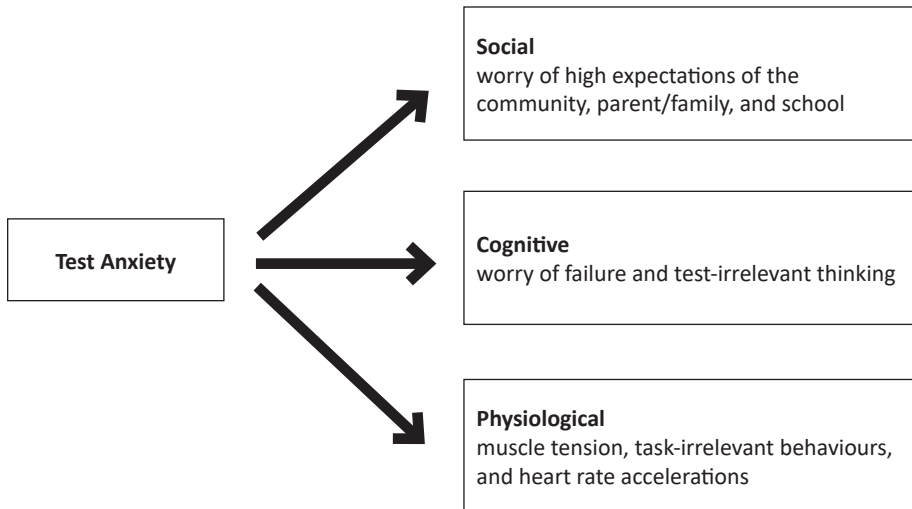 Social
worry of high expectations of the
community, parent/family, and school
Test Anxiety
Cognitive
worry of failure and test-irrelevant thinking
Physiological
muscle tension, task-irrelevant behaviours,
and heart rate accelerations